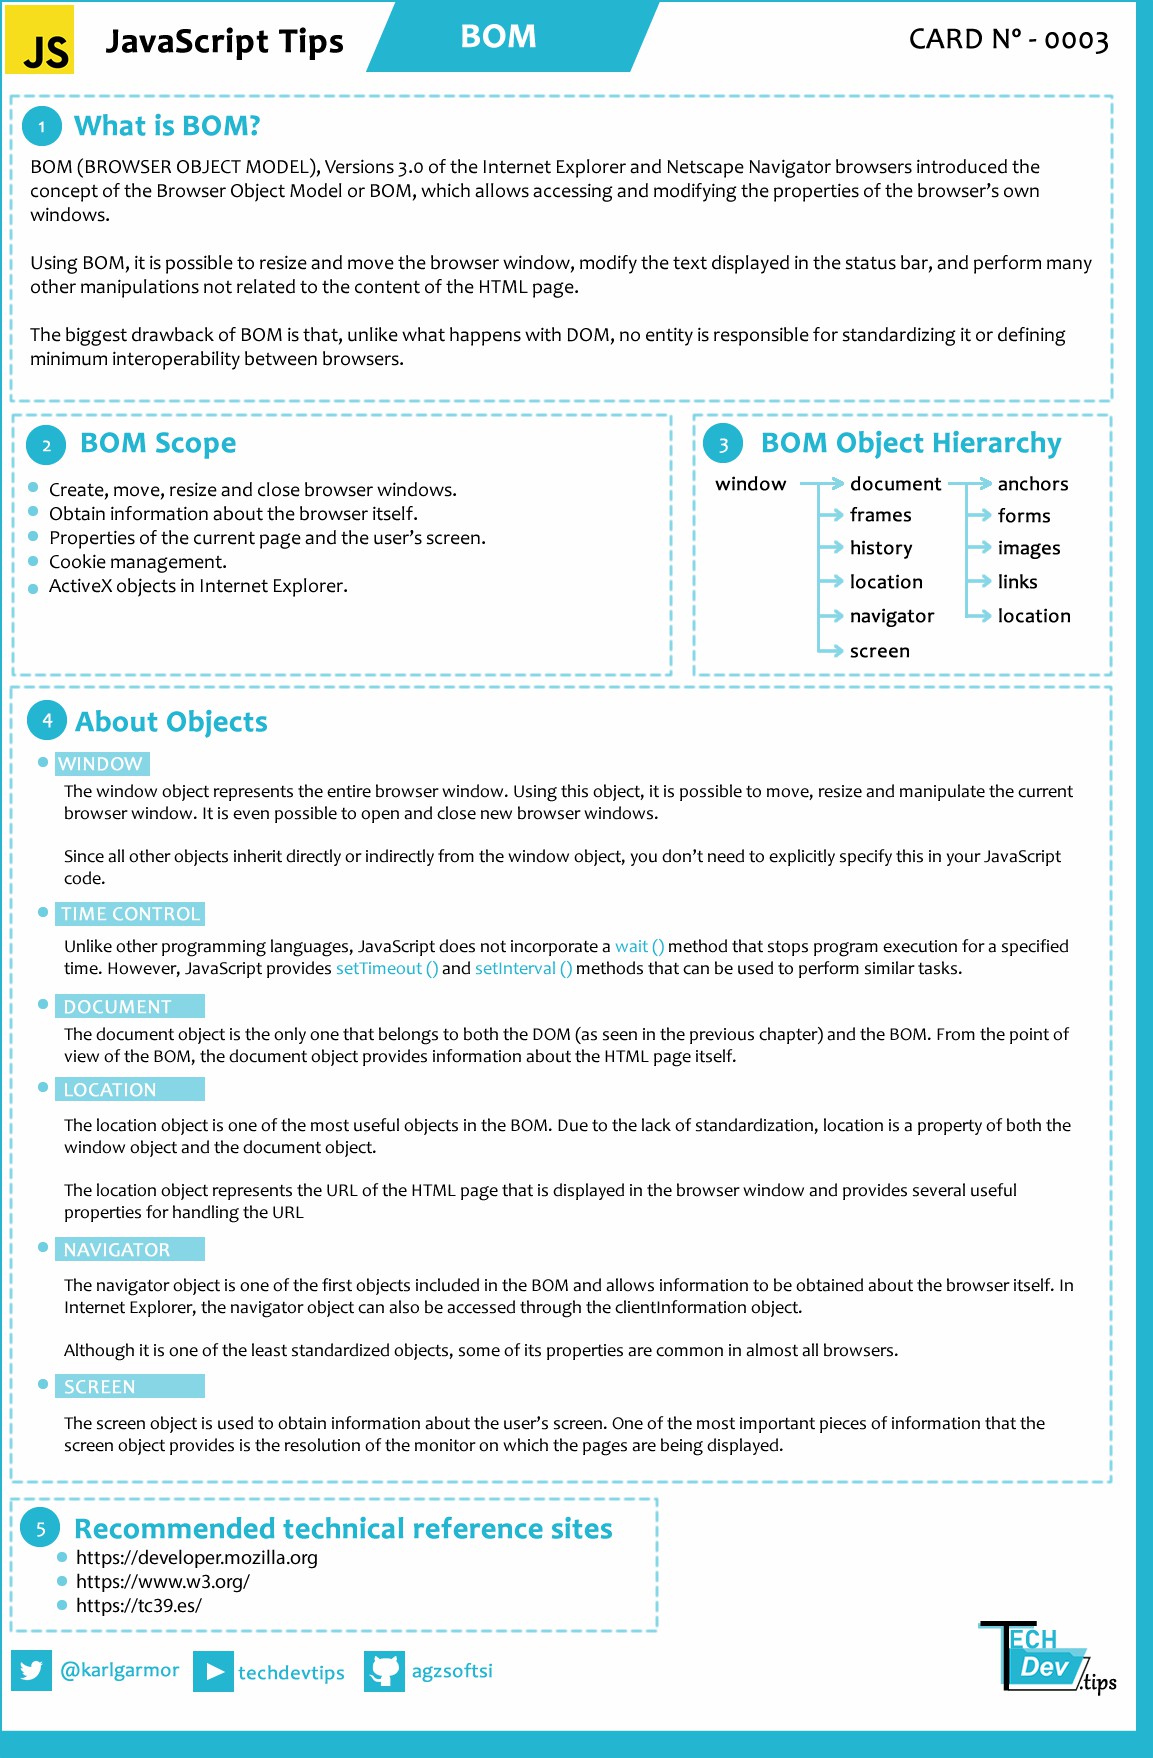 JS
JavaScript Tips
BOM
CARD Nº - 0003
1
What is BOM?
BOM (BROWSER OBJECT MODEL), Versions 3.0 of the Internet Explorer and Netscape Navigator browsers introduced the
concept of the Browser Object Model or BOM, which allows accessing and modifying the properties of the browser's own
windows.
Using BOM, it is possible to resize and move the browser window, modify the text displayed in the status bar, and perform many
other manipulations not related to the content of the HTML page.
The biggest drawback of BOM is that, unlike what happens with DOM, no entity is responsible for standardizing it or defining
minimum interoperability between browsers.
2
BOM Scope
Create, move, resize and close browser windows.
Obtain information about the browser itself.
Properties of the current page and the user's screen.
Cookie management.
ActiveX objects in Internet Explorer.
3
BOM Object Hierarchy
window
document
anchors
frames
forms
history
images
location
links
navigator
location
screen
4
About Objects
WINDOW
The window object represents the entire browser window. Using this object, it is possible to move, resize and manipulate the current
browser window. It is even possible to open and close new browser windows.
Since all other objects inherit directly or indirectly from the window object, you don't need to explicitly specify this in your JavaScript
code.
TIME CONTROL
Unlike other programming languages, JavaScript does not incorporate a wait () method that stops program execution for a specified
time. However, JavaScript provides setTimeout () and setInterval () methods that can be used to perform similar tasks.
DOCUMENT
The document object is the only one that belongs to both the DOM (as seen in the previous chapter) and the BOM. From the point of
view of the BOM, the document object provides information about the HTML page itself.
LOCATION
The location object is one of the most useful objects in the BOM. Due to the lack of standardization, location is a property of both the
window object and the document object.
The location object represents the URL of the HTML page that is displayed in the browser window and provides several useful
properties for handling the URL
NAVIGATOR
The navigator object is one of the first objects included in the BOM and allows information to be obtained about the browser itself. In
Internet Explorer, the navigator object can also be accessed through the clientInformation object.
Although it is one of the least standardized objects, some of its properties are common in almost all browsers.
SCREEN
The screen object is used to obtain information about the user's screen. One of the most important pieces of information that the
screen object provides is the resolution of the monitor on which the pages are being displayed.
5
Recommended technical reference sites
https://developer.mozilla.org
https://www.w3.org/
https://tc39.es/
@karlgarmor
techdevtips
agzsoftsi
TECH
Dev
.tips